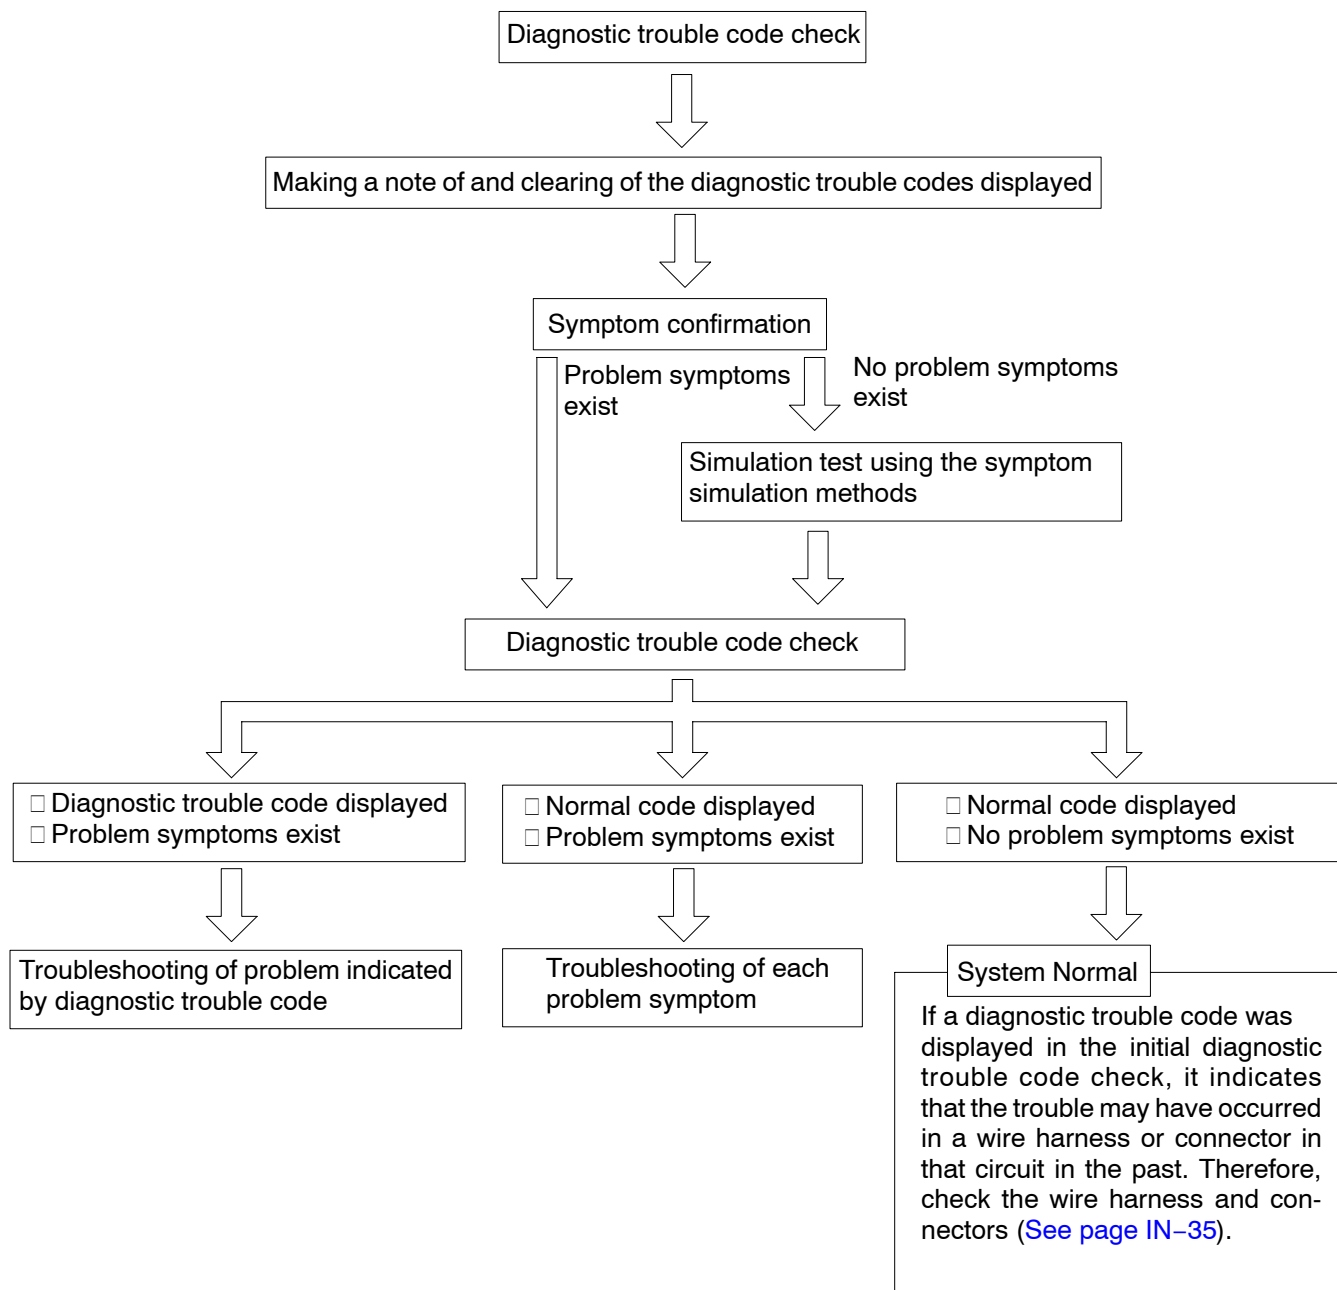 Diagnostic trouble code check
Making a note of and clearing of the diagnostic trouble codes displayed
Symptom confirmation
Problem symptoms
exist
No problem symptoms
exist
Simulation test using the symptom
simulation methods
Diagnostic trouble code check
□ Diagnostic trouble code displayed
□ Problem symptoms exist
□ Normal code displayed
□ Problem symptoms exist
□ Normal code displayed
□ No problem symptoms exist
Troubleshooting of problem indicated
by diagnostic trouble code
Troubleshooting of each
problem symptom
System Normal
If a diagnostic trouble code was
displayed in the initial diagnostic
trouble code check, it indicates
that the trouble may have occurred
in a wire harness or connector in
that circuit in the past. Therefore,
check the wire harness and con-
nectors (See page IN−35).